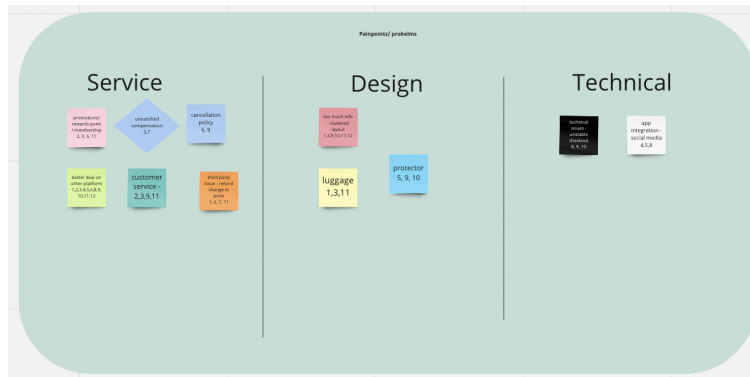 Painpoints/ probelms
Service
promotions/
rewards point
/ membership
2, 3, 6, 11
unsatisfied
compensation
2,7
cancellation
policy
6, 9
better deal on
other platform
1,2,3,4,5,6,8,9,
10,11,12
customer
service -
2,3,9,11
third party
issue - refund
change in
price
1, 6, 7, 11
Design
too much info
- cluttered
layout
1,4,9,10,11,12
luggage
1,3,11
protector
5, 9, 10
Technical
technical
issues -
unstable
checkout
8, 9, 10
app
integration -
social media
4,5,8